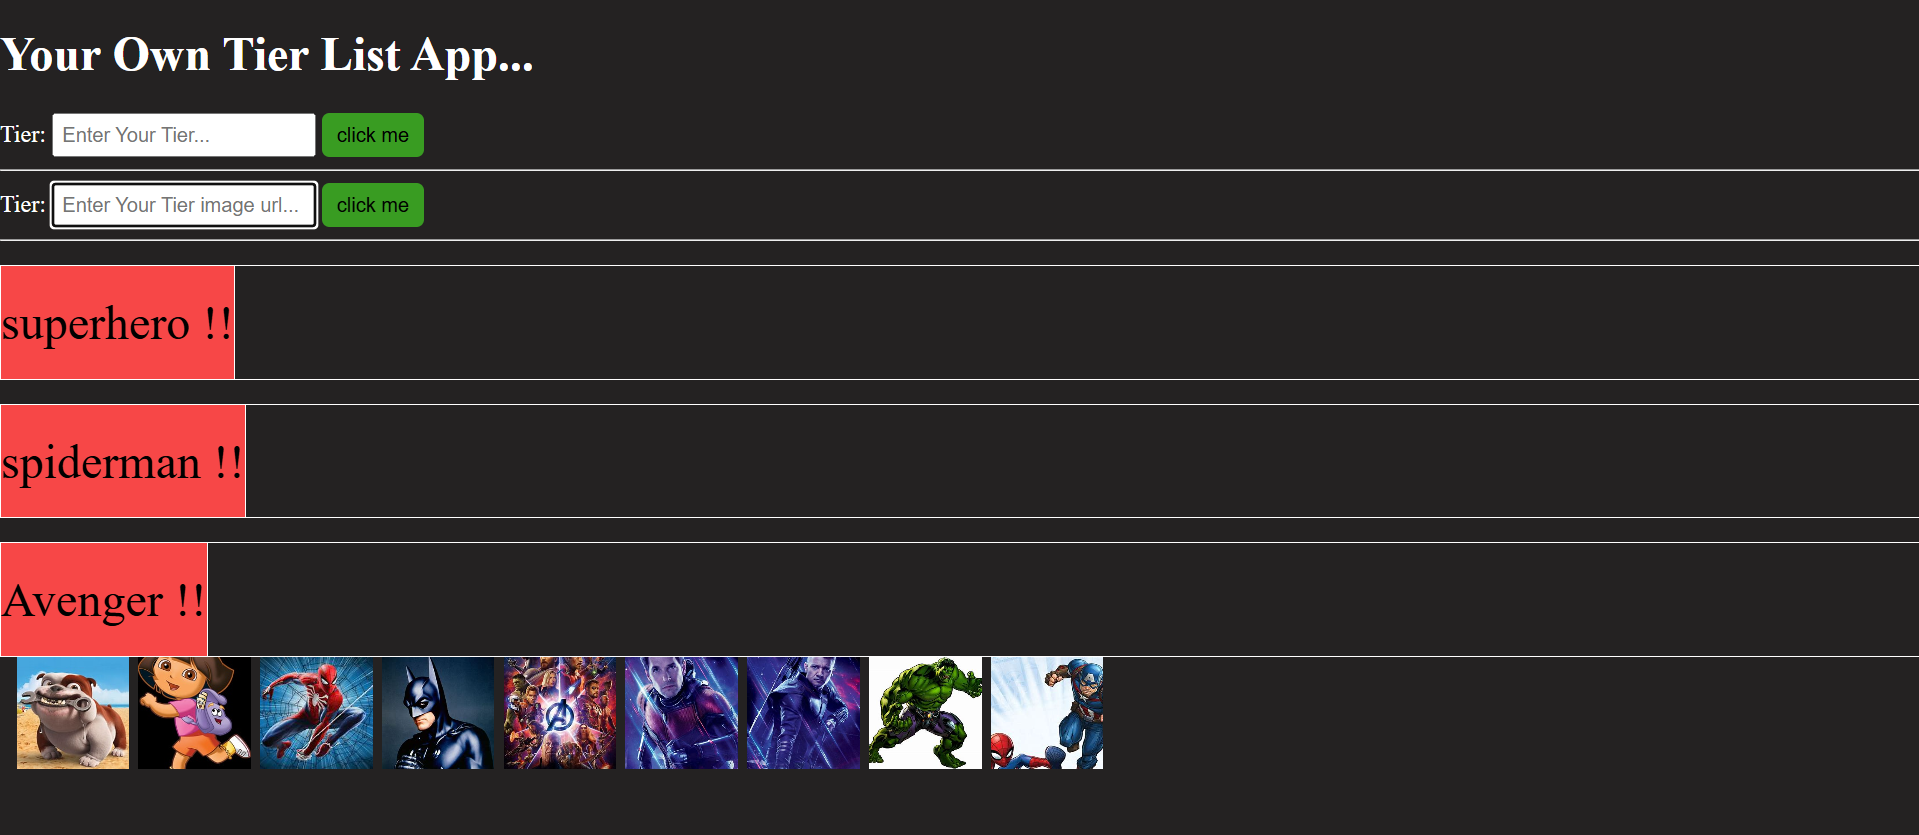 Your Own Tier List App...
Tier: Enter Your Tier... click me
Tier: Enter Your Tier image url... click me
superhero !!
spiderman !!
Avenger !!